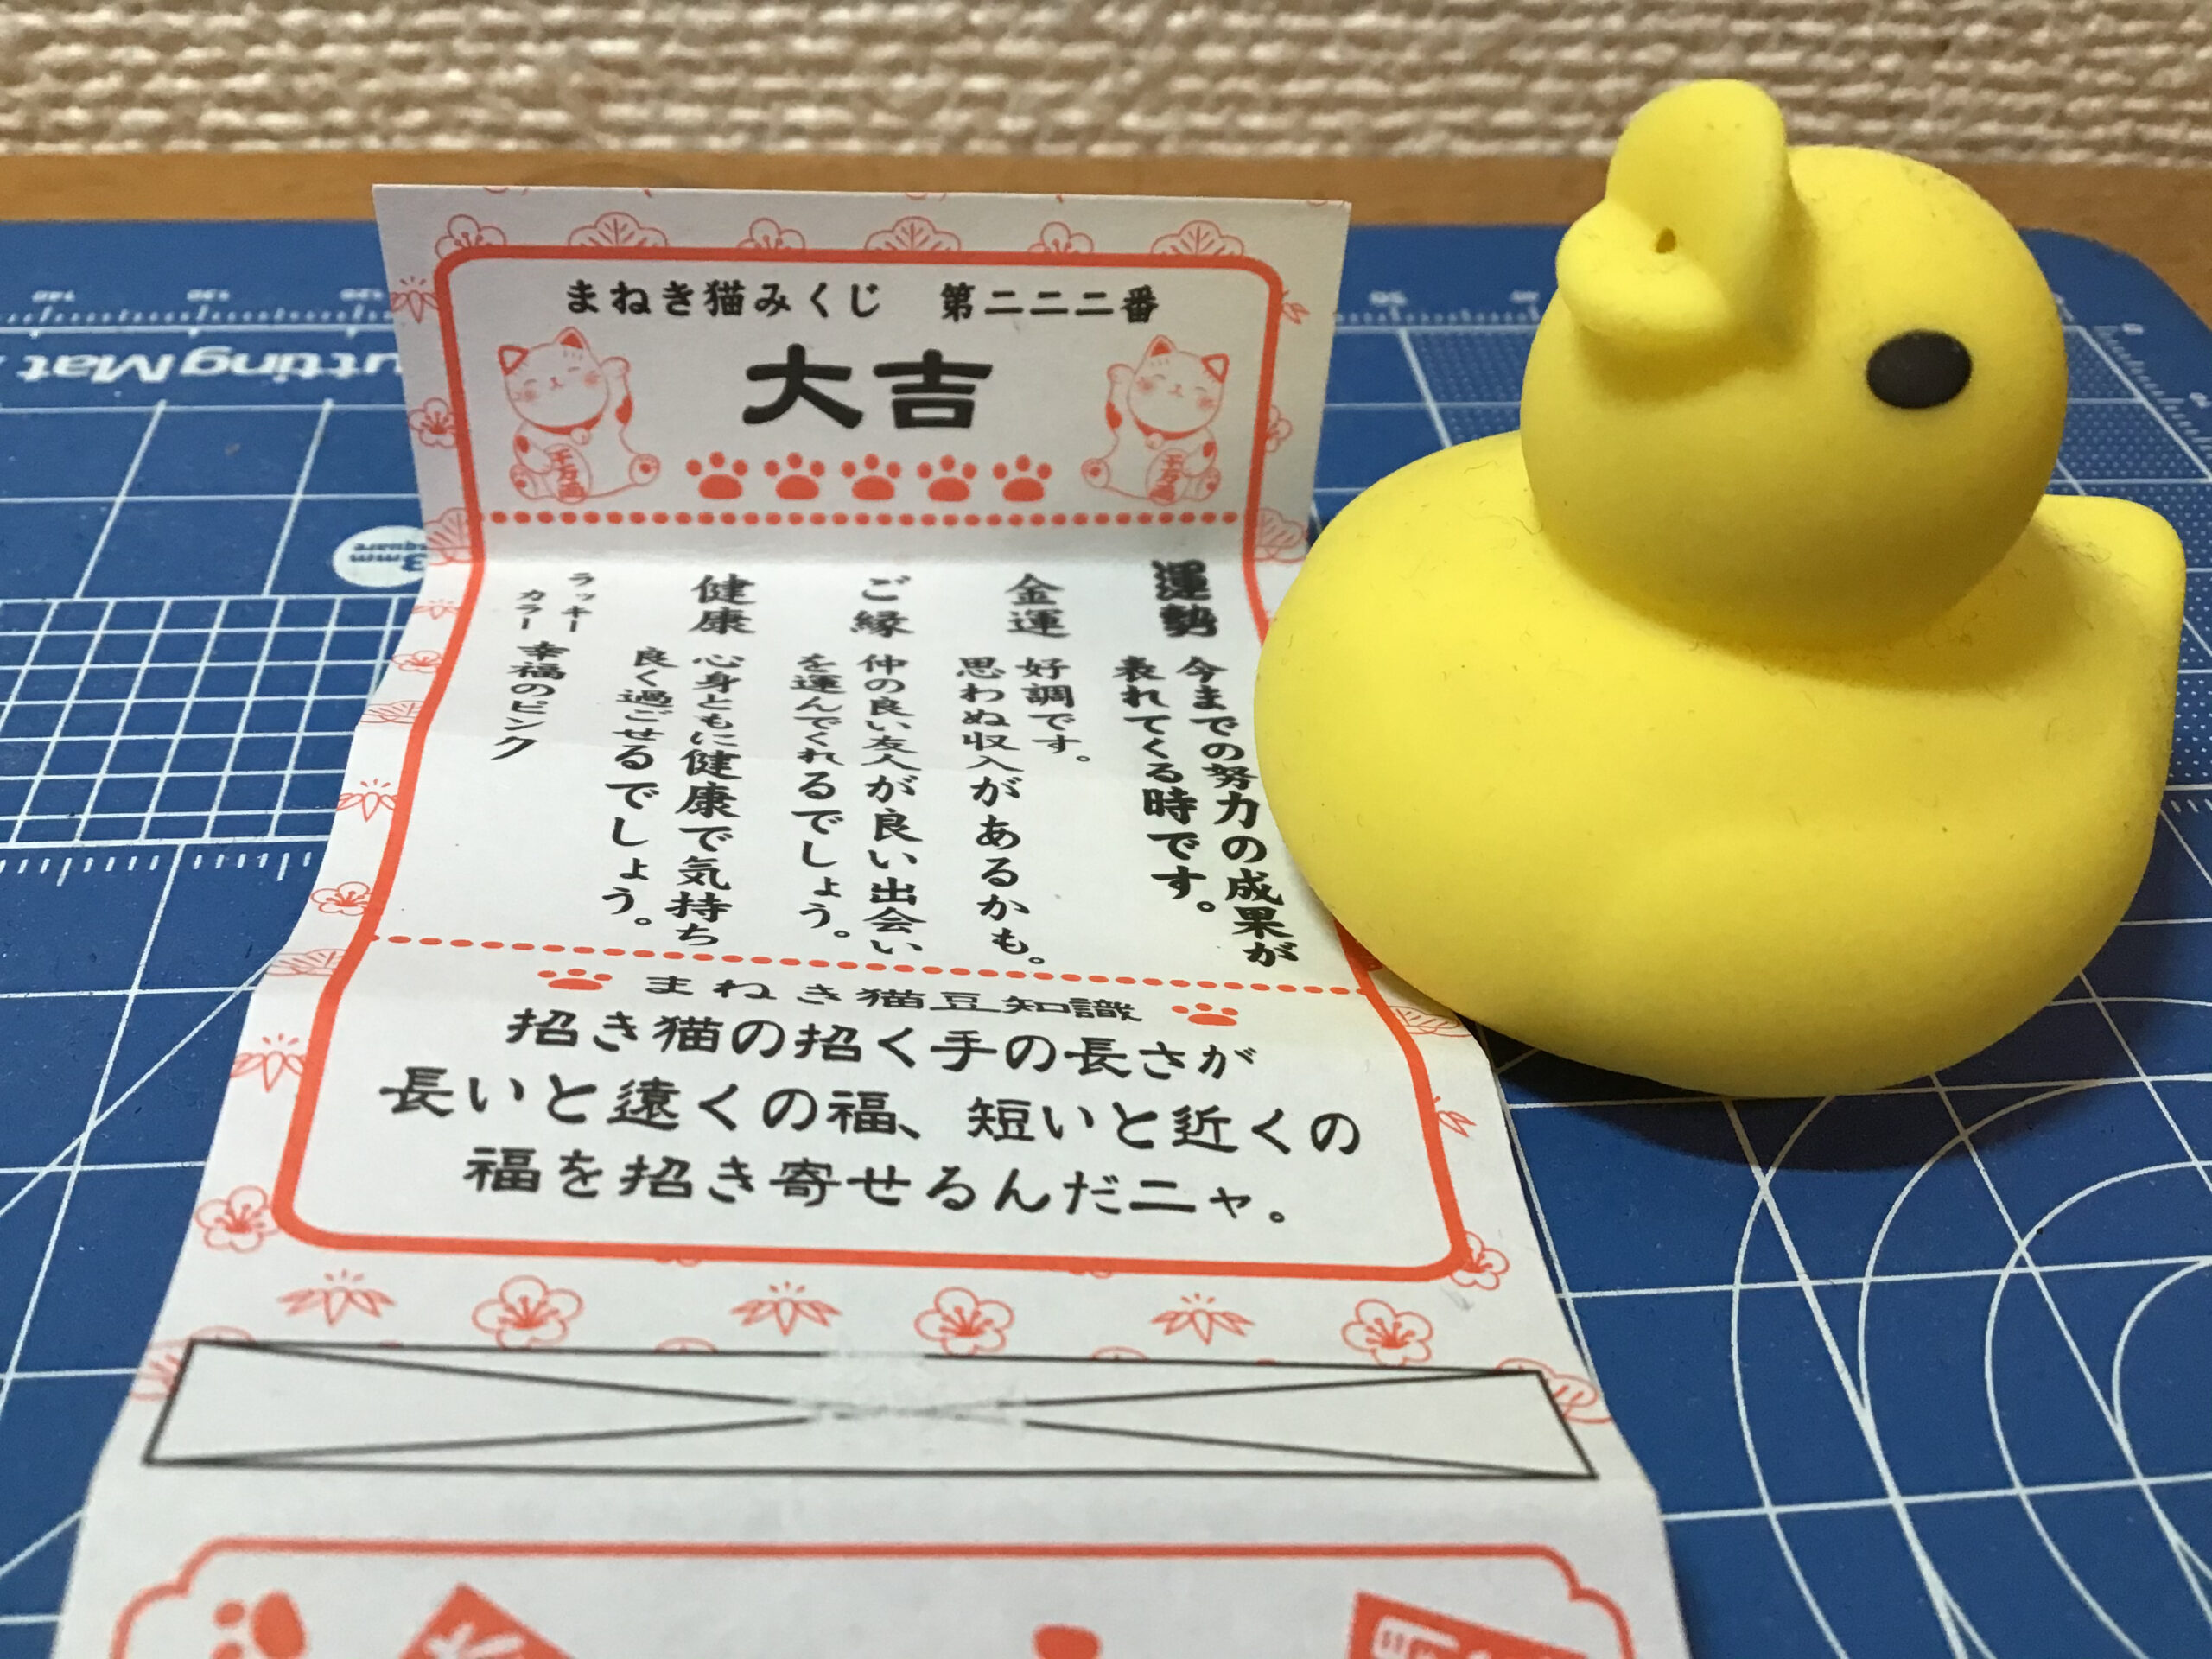 まねき猫みくじ 第二二二番
大吉
千万両
千万両
運勢
今までの努力の成果が
表れてくる時です。
金運
好調です。
思わぬ収入があるかも。
ご縁
仲の良い友人が良い出会い
を運んでくれるでしょう。
健康
心身ともに健康で気持ち
良く過ごせるでしょう。
ラッキー
カラー
幸福のピンク
まねき猫豆知識
招き猫の招く手の長さが
長いと遠くの福、短いと近くの
福を招き寄せるんだニャ。
utting Mat
3mm
square